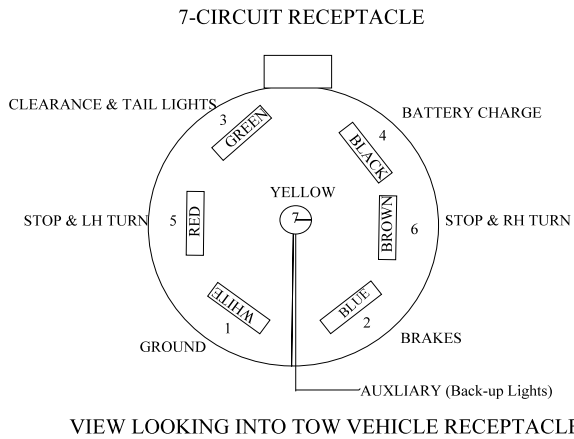 7-CIRCUIT RECEPTACLE
CLEARANCE & TAIL LIGHTS
3
GREEN
BATTERY CHARGE
4
BLACK
YELLOW
7
STOP & LH TURN
5
RED
BROWN
6
STOP & RH TURN
WHITE
1
BLUE
2
GROUND
BRAKES
AUXLIARY (Back-up Lights)
VIEW LOOKING INTO TOW VEHICLE RECEPTACLE